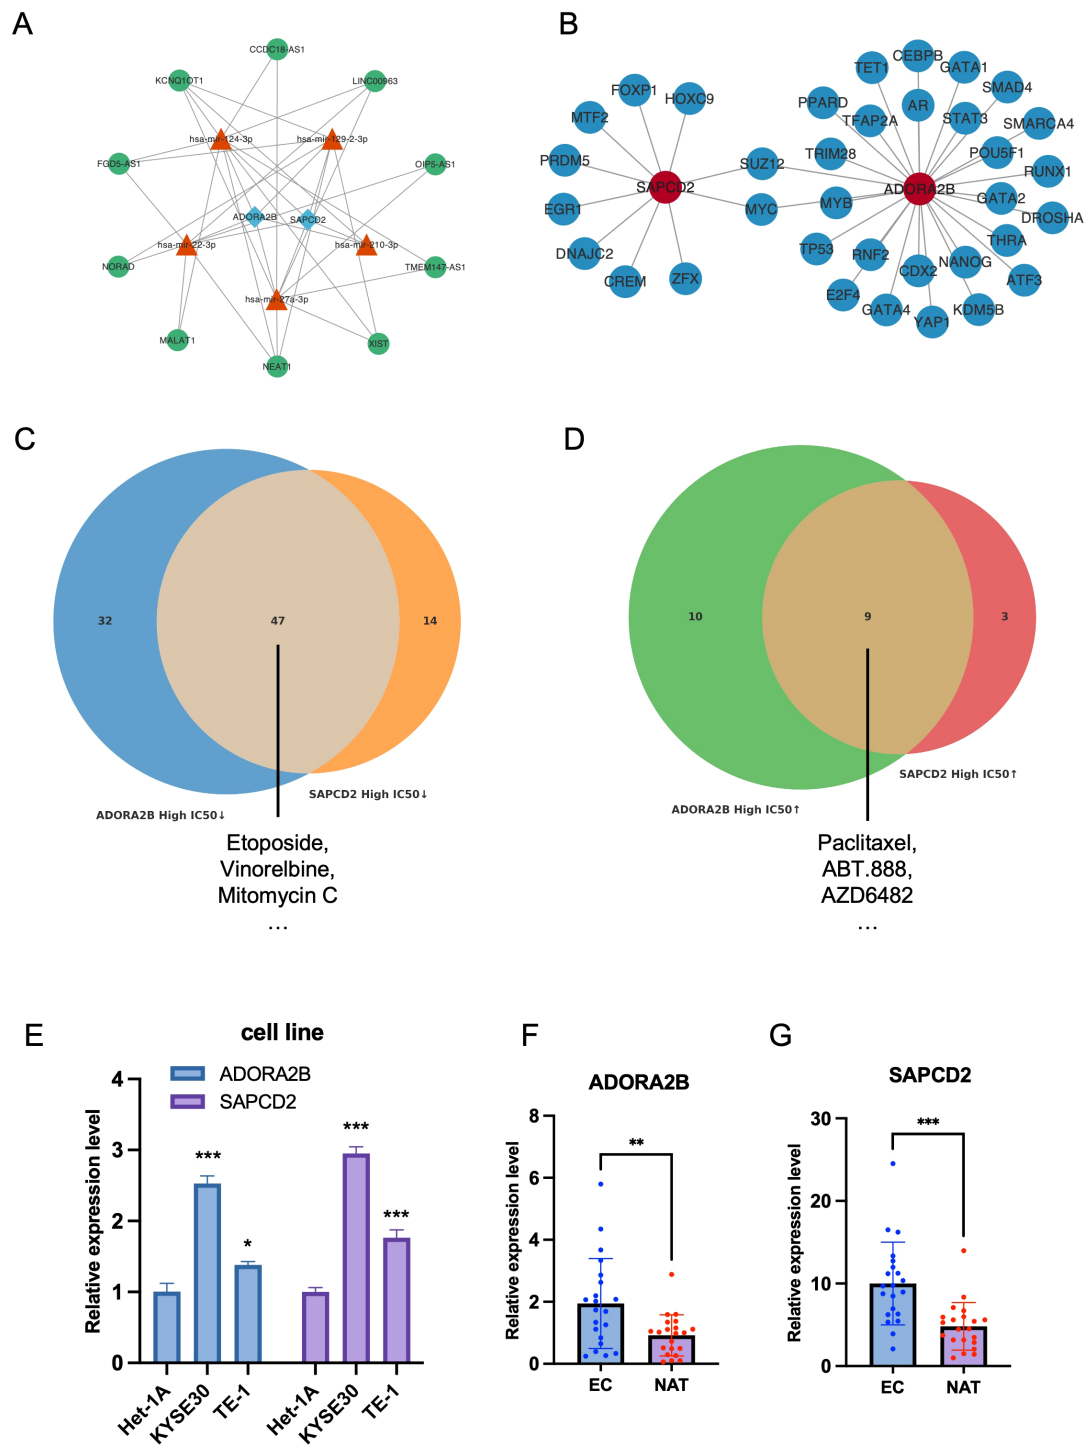 A
CCDC18-AS1
KCNQ1OT1
LINC00963
hsa-mir-124-3p
hsa-mir-129-2-3p
FGD5-AS1
OIP5-AS1
ADORA2B
SAPCD2
hsa-mir-22-3p
hsa-mir-210-3p
NORAD
TMEM147-AS1
hsa-mir-27a-3p
MALAT1
XIST
NEAT1
B
FOXP1
HOXC9
MTF2
PRDM5
SUZ12
SAPCD2
EGR1
MYC
DNAJC2
CREM
ZFX
TET1
CEBPB
GATA1
SMAD4
PPARD
AR
TFAP2A
STAT3
SMARCA4
TRIM28
POU5F1
RUNX1
ADORA2B
MYB
GATA2
DROSHA
TP53
RNF2
THRA
CDX2
NANOG
ATF3
E2F4
GATA4
YAP1
KDM5B
C
32
47
14
SAPCD2 High IC50↓
ADORA2B High IC50↓
Etoposide,
Vinorelbine,
Mitomycin C
...
D
10
9
3
SAPCD2 High IC50↑
ADORA2B High IC50↑
Paclitaxel,
ABT.888,
AZD6482
...
E
cell line
ADORA2B
SAPCD2
Relative expression level
4
3
2
1
0
***
*
***
***
Het-1A
KYSE30
TE-1
Het-1A
KYSE30
TE-1
F
ADORA2B
Relative expression level
8
6
4
2
0
**
EC
NAT
G
SAPCD2
Relative expression level
30
20
10
0
***
EC
NAT